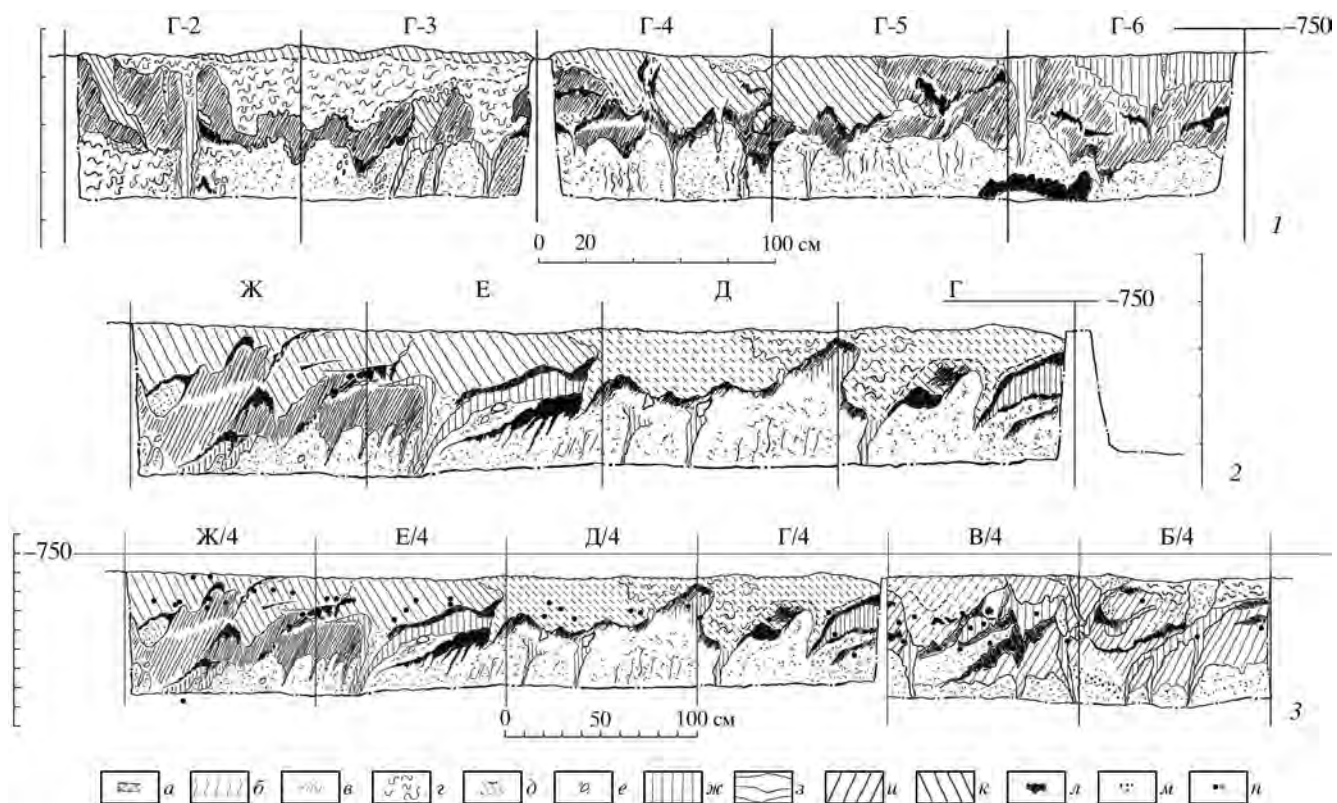 Г-2 Г-3 Г-4 Г-5 Г-6 –750
1
0 20 100 см
Ж Е Д Г –750
2
Ж/4 Е/4 Д/4 Г/4 В/4 Б/4
–750
3
0 50 100 см
а б в г д е ж з и к л м п